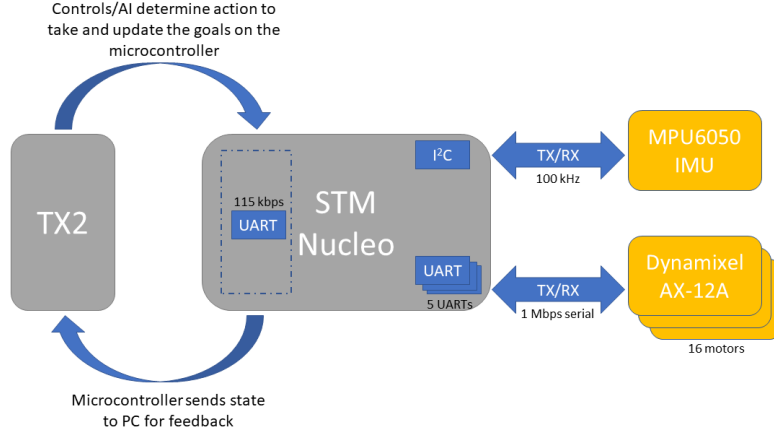 Controls/AI determine action to
take and update the goals on the
microcontroller
TX2
115 kbps
UART
STM
Nucleo
I²C
UART
5 UARTs
TX/RX
100 kHz
MPU6050
IMU
TX/RX
1 Mbps serial
Dynamixel
AX-12A
16 motors
Microcontroller sends state
to PC for feedback